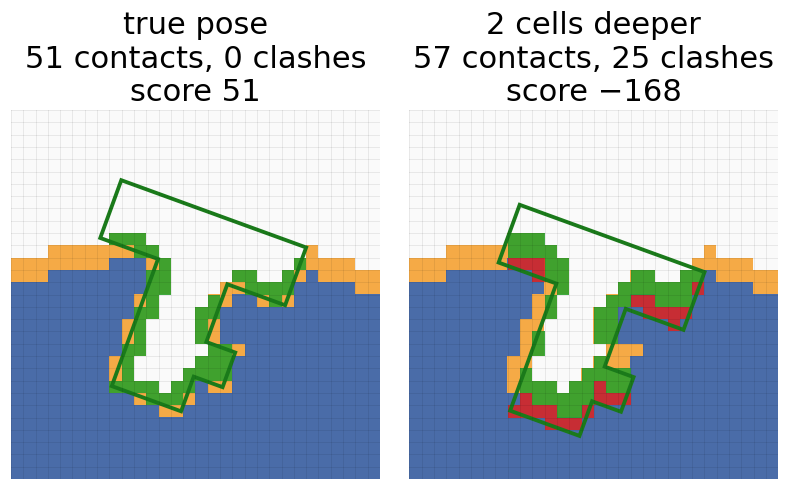 true pose
51 contacts, 0 clashes
score 51
2 cells deeper
57 contacts, 25 clashes
score −168